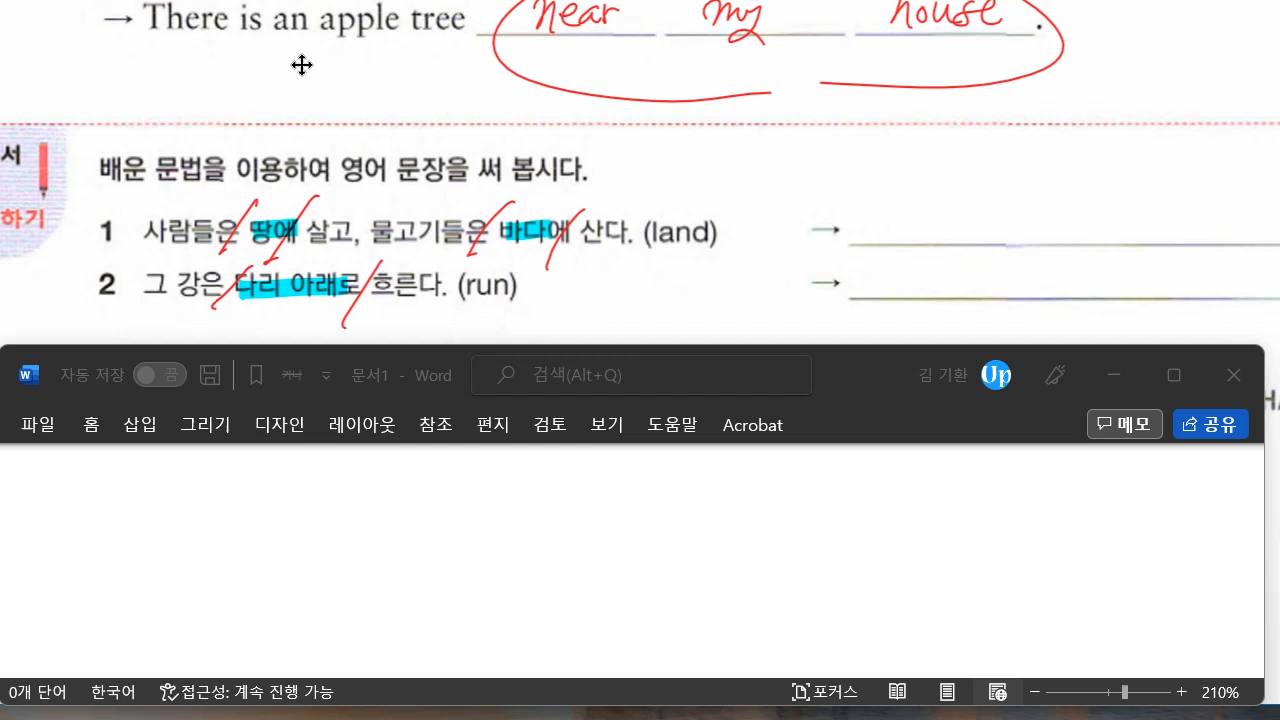 → There is an apple tree near my house.
서
하기
배운 문법을 이용하여 영어 문장을 써 봅시다.
1 사람들은 땅에 살고, 물고기들은 바다에 산다. (land) →
2 그 강은 다리 아래로 흐른다. (run) →
자동 저장 끔 가나 문서1 - Word 검색(Alt+Q) 김 기환 Up
파일 홈 삽입 그리기 디자인 레이아웃 참조 편지 검토 보기 도움말 Acrobat 메모 공유
0개 단어 한국어 접근성: 계속 진행 가능 포커스 210%